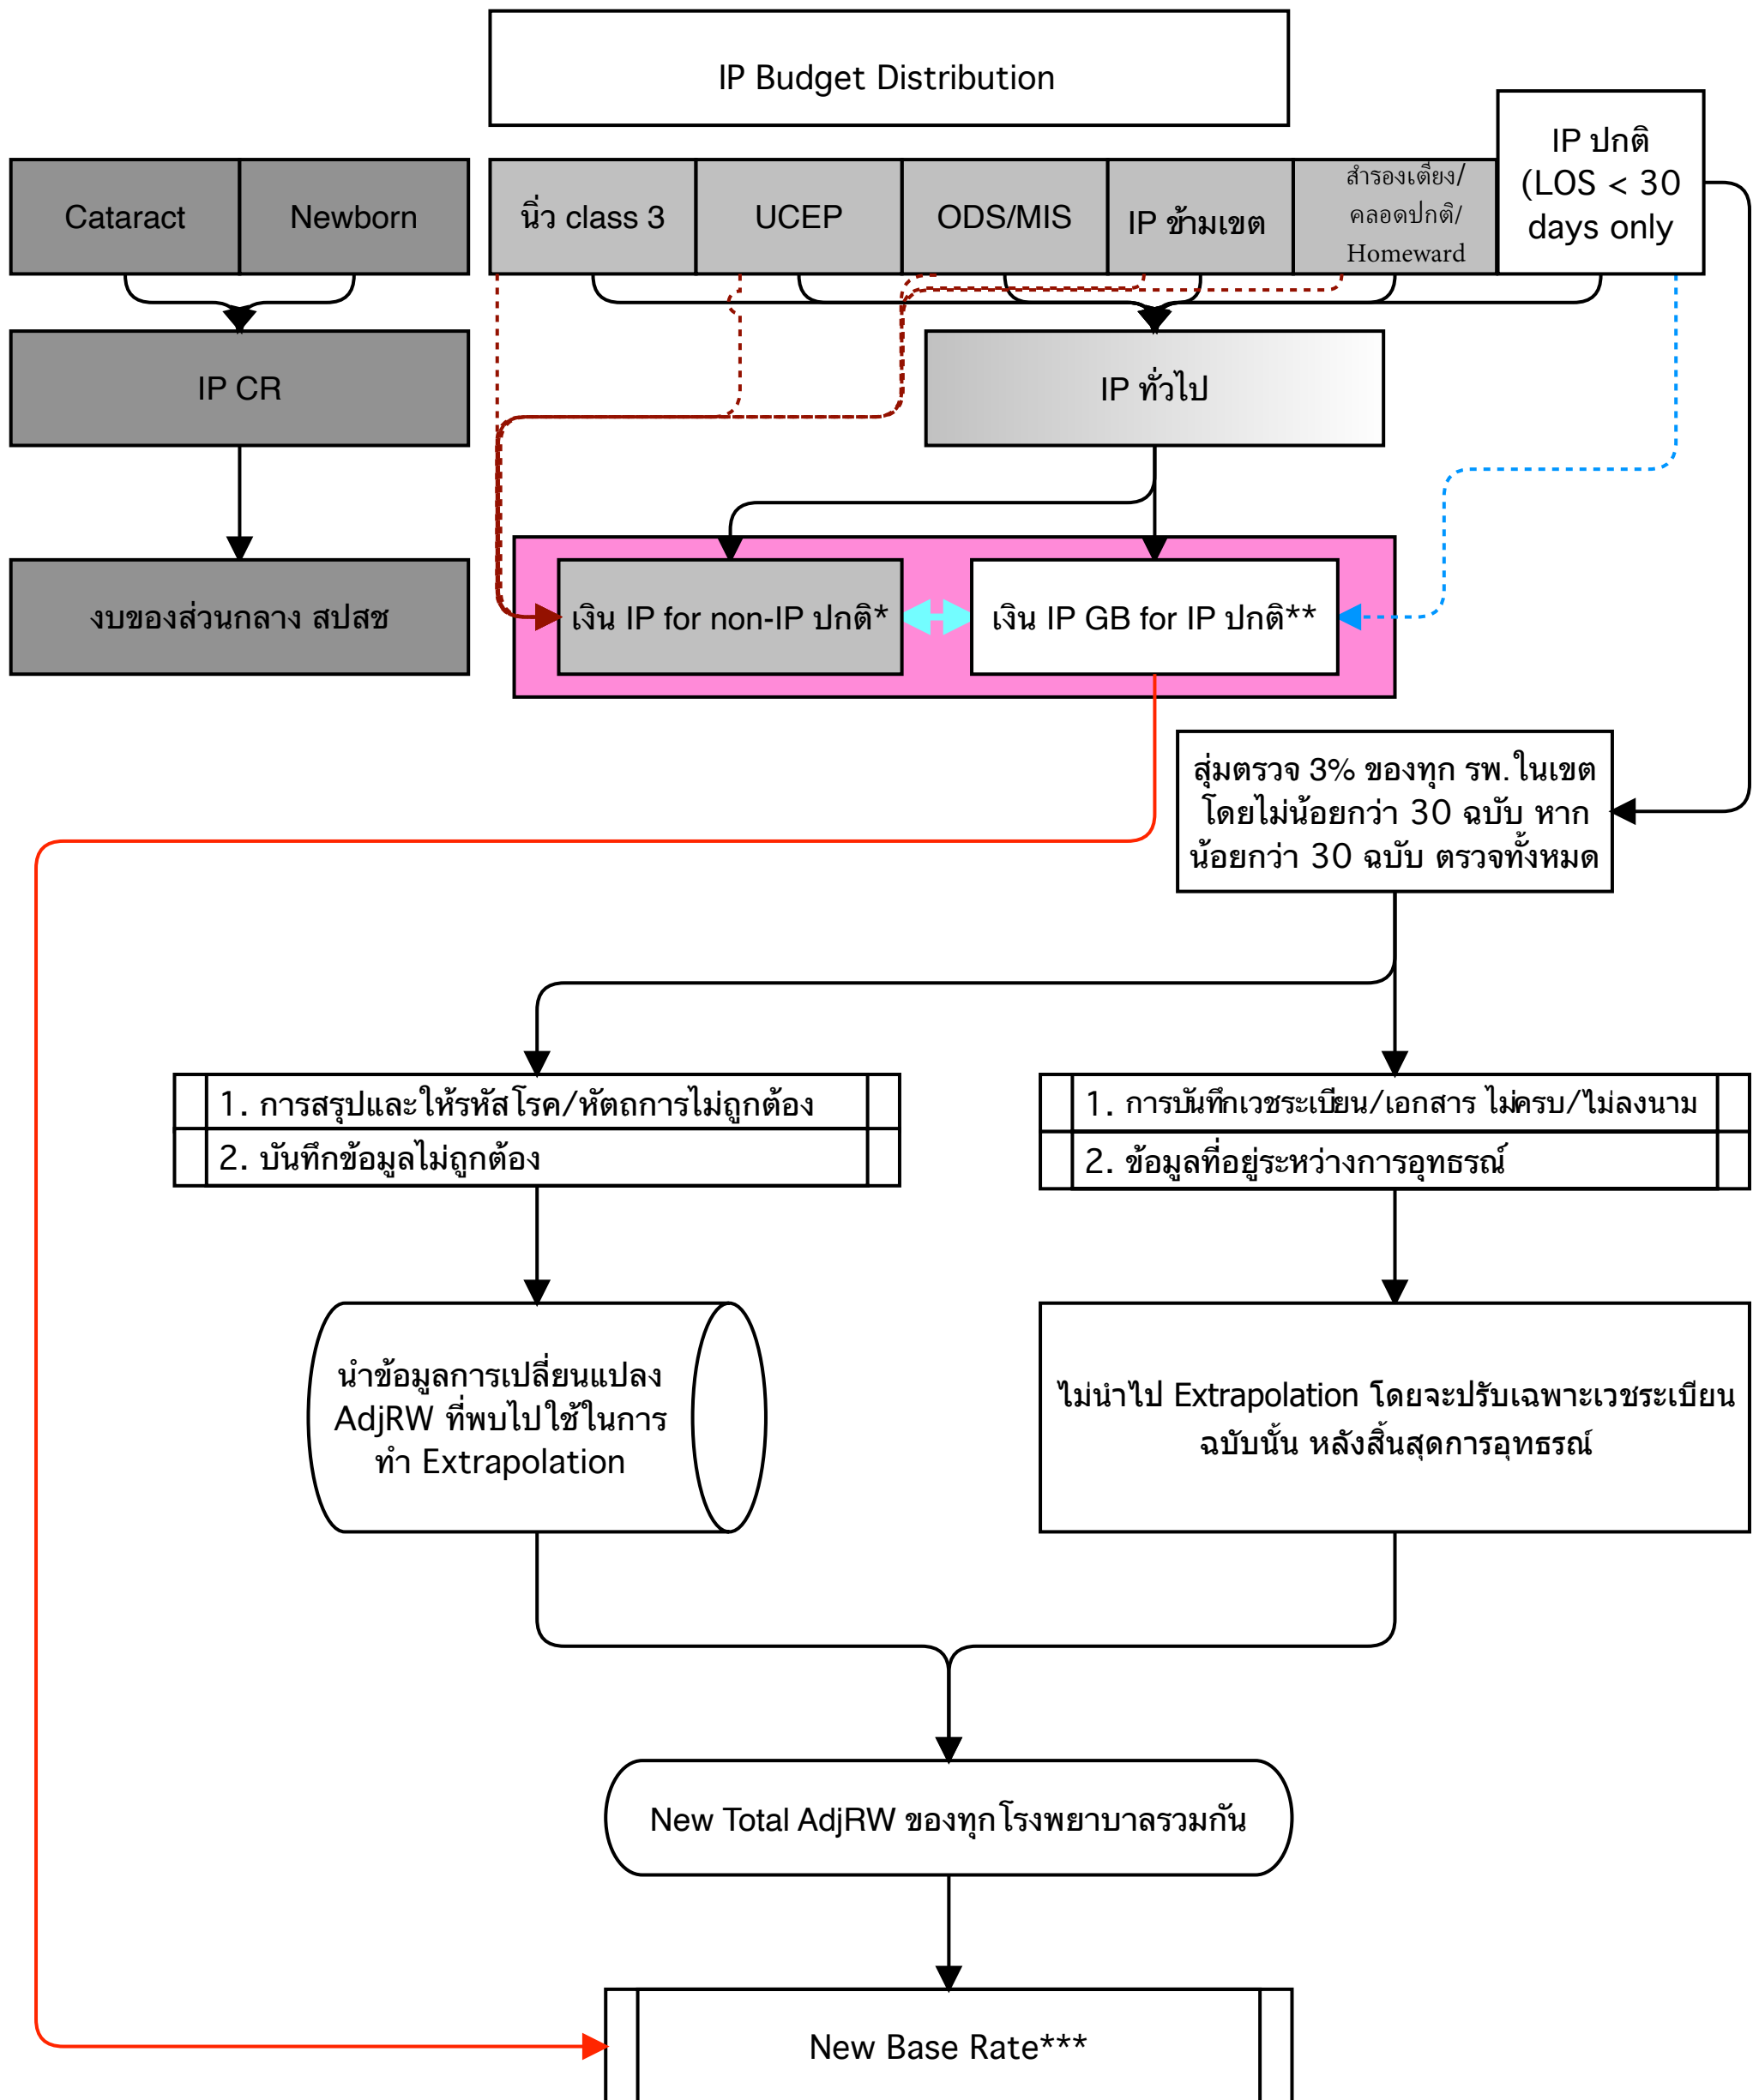 IP Budget Distribution
Cataract
Newborn
นิ่ว class 3
UCEP
ODS/MIS
IP ข้ามเขต
สำรองเตียง/
คลอดปกติ/
Homeward
IP ปกติ
(LOS < 30
days only
IP CR
IP ทั่วไป
งบของส่วนกลาง สปสช
เงิน IP for non-IP ปกติ*
เงิน IP GB for IP ปกติ**
สุ่มตรวจ 3% ของทุก รพ.ในเขต
โดยไม่น้อยกว่า 30 ฉบับ หาก
น้อยกว่า 30 ฉบับ ตรวจทั้งหมด
1. การสรุปและให้รหัสโรค/หัตถการไม่ถูกต้อง
2. บันทึกข้อมูลไม่ถูกต้อง
1. การบันทึกเวชระเบียน/เอกสาร ไม่ครบ/ไม่ลงนาม
2. ข้อมูลที่อยู่ระหว่างการอุทธรณ์
นำข้อมูลการเปลี่ยนแปลง
AdjRW ที่พบไปใช้ในการ
ทำ Extrapolation
ไม่นำไป Extrapolation โดยจะปรับเฉพาะเวชระเบียน
ฉบับนั้น หลังสิ้นสุดการอุทธรณ์
New Total AdjRW ของทุกโรงพยาบาลรวมกัน
New Base Rate***